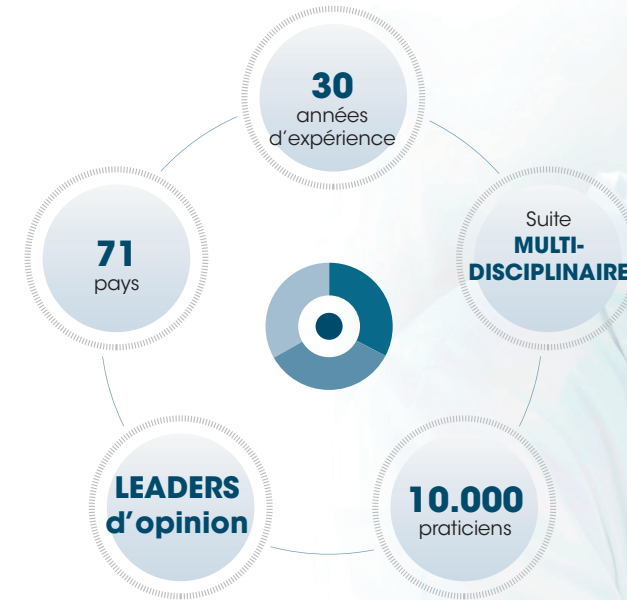 30
années
d’expérience
Suite
MULTI-
DISCIPLINAIRE
71
pays
LEADERS
d’opinion
10.000
praticiens